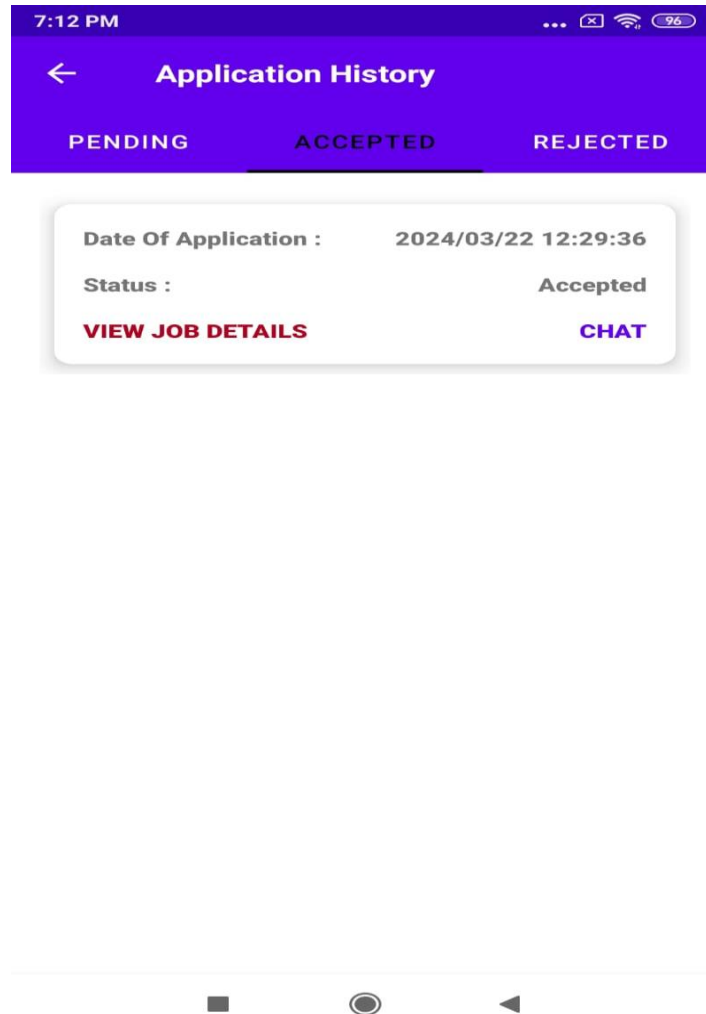 7:12 PM 96
Application History
PENDING ACCEPTED REJECTED
Date Of Application : 2024/03/22 12:29:36
Status : Accepted
VIEW JOB DETAILS CHAT